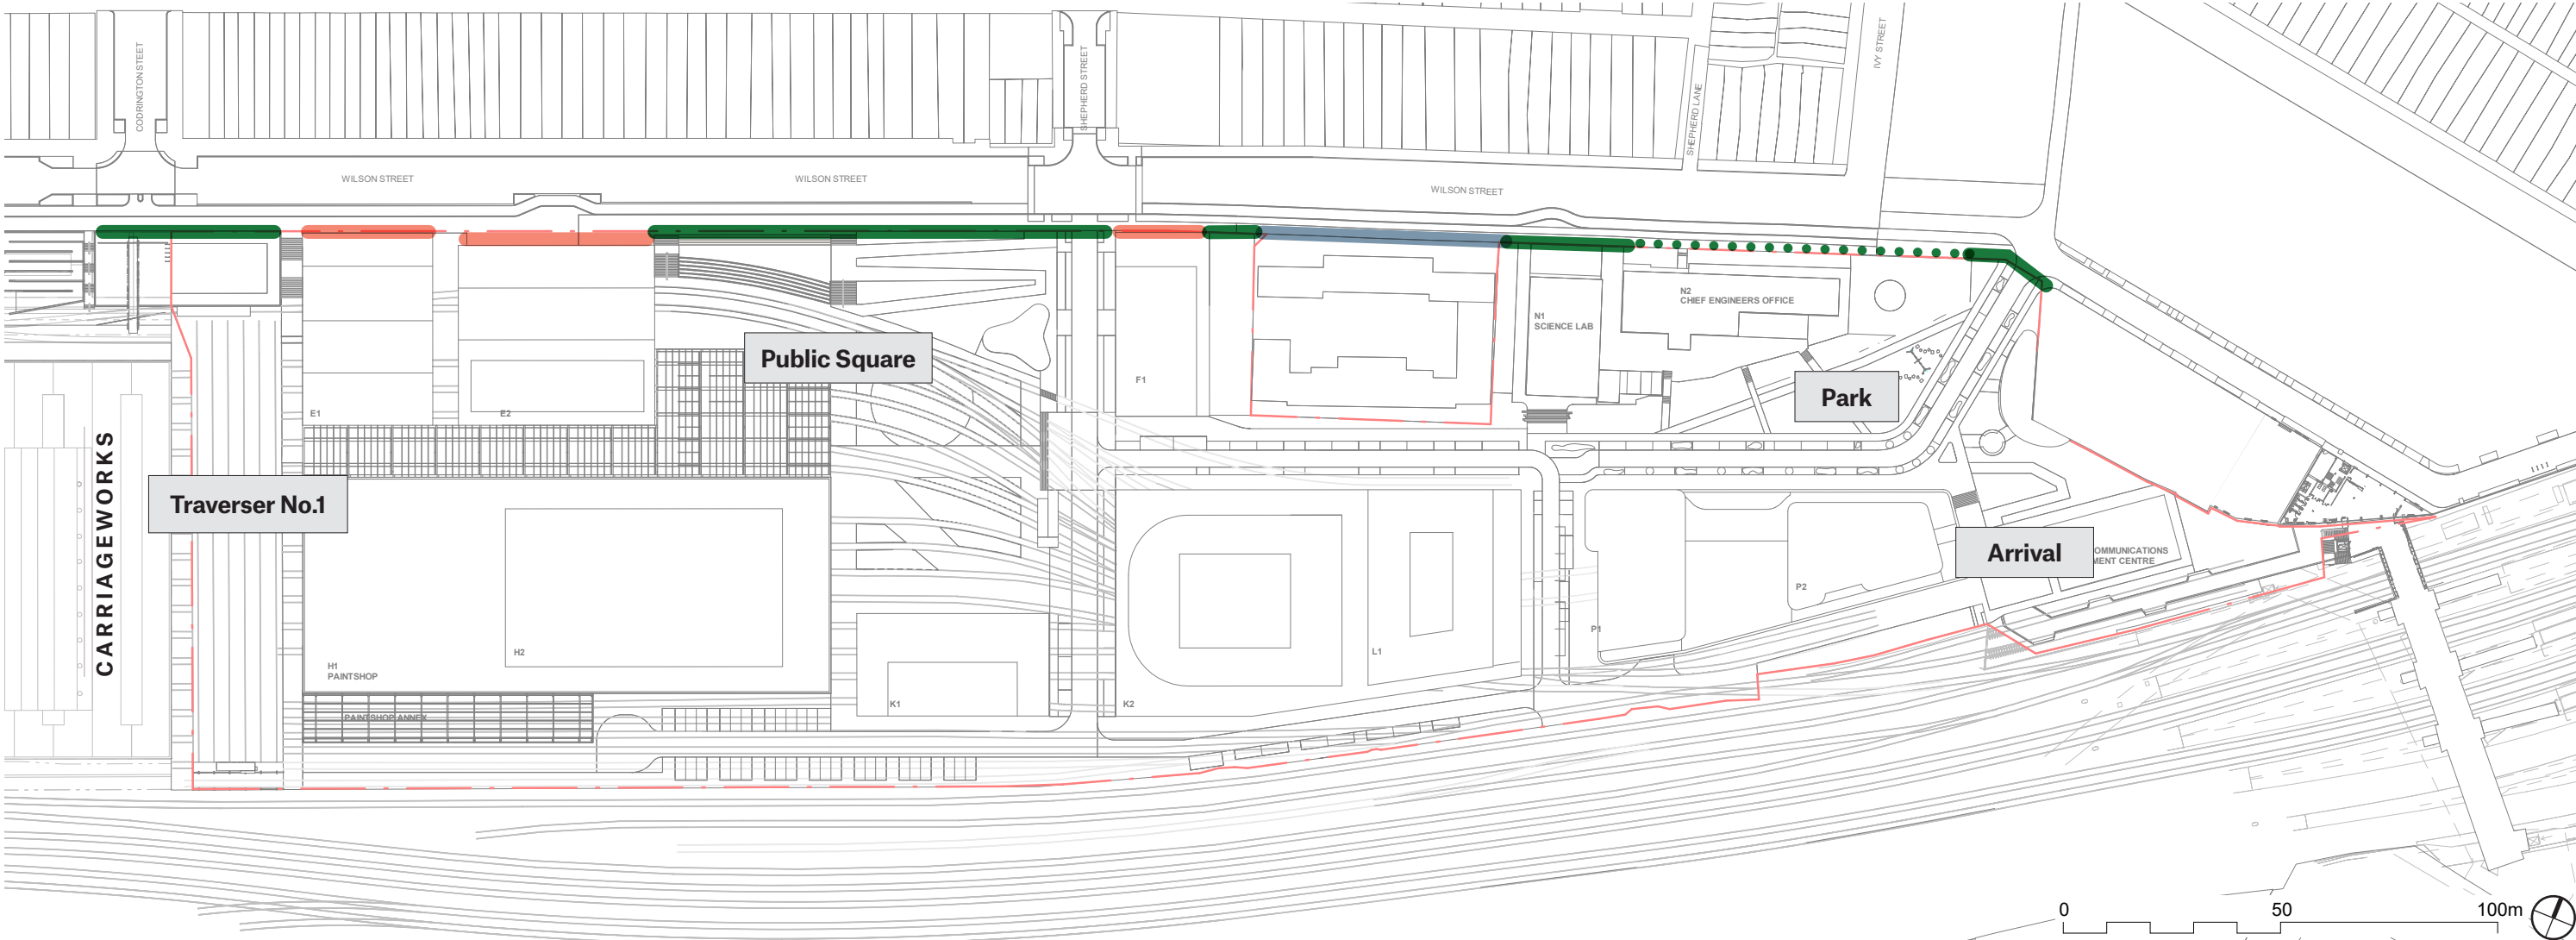 CODRINGTON STREET
SHEPHERD STREET
SHEPHERD LANE
IVY STREET
WILSON STREET
WILSON STREET
WILSON STREET
N2
CHIEF ENGINEERS OFFICE
N1
SCIENCE LAB
Public Square
F1
Park
E1
E2
CARRIAGEWORKS
Traverser No.1
Arrival
OMMUNICATIONS
MENT CENTRE
P2
P1
L1
H2
H1
PAINTSHOP
K1
K2
PAINTSHOP ANNEX
0
50
100m